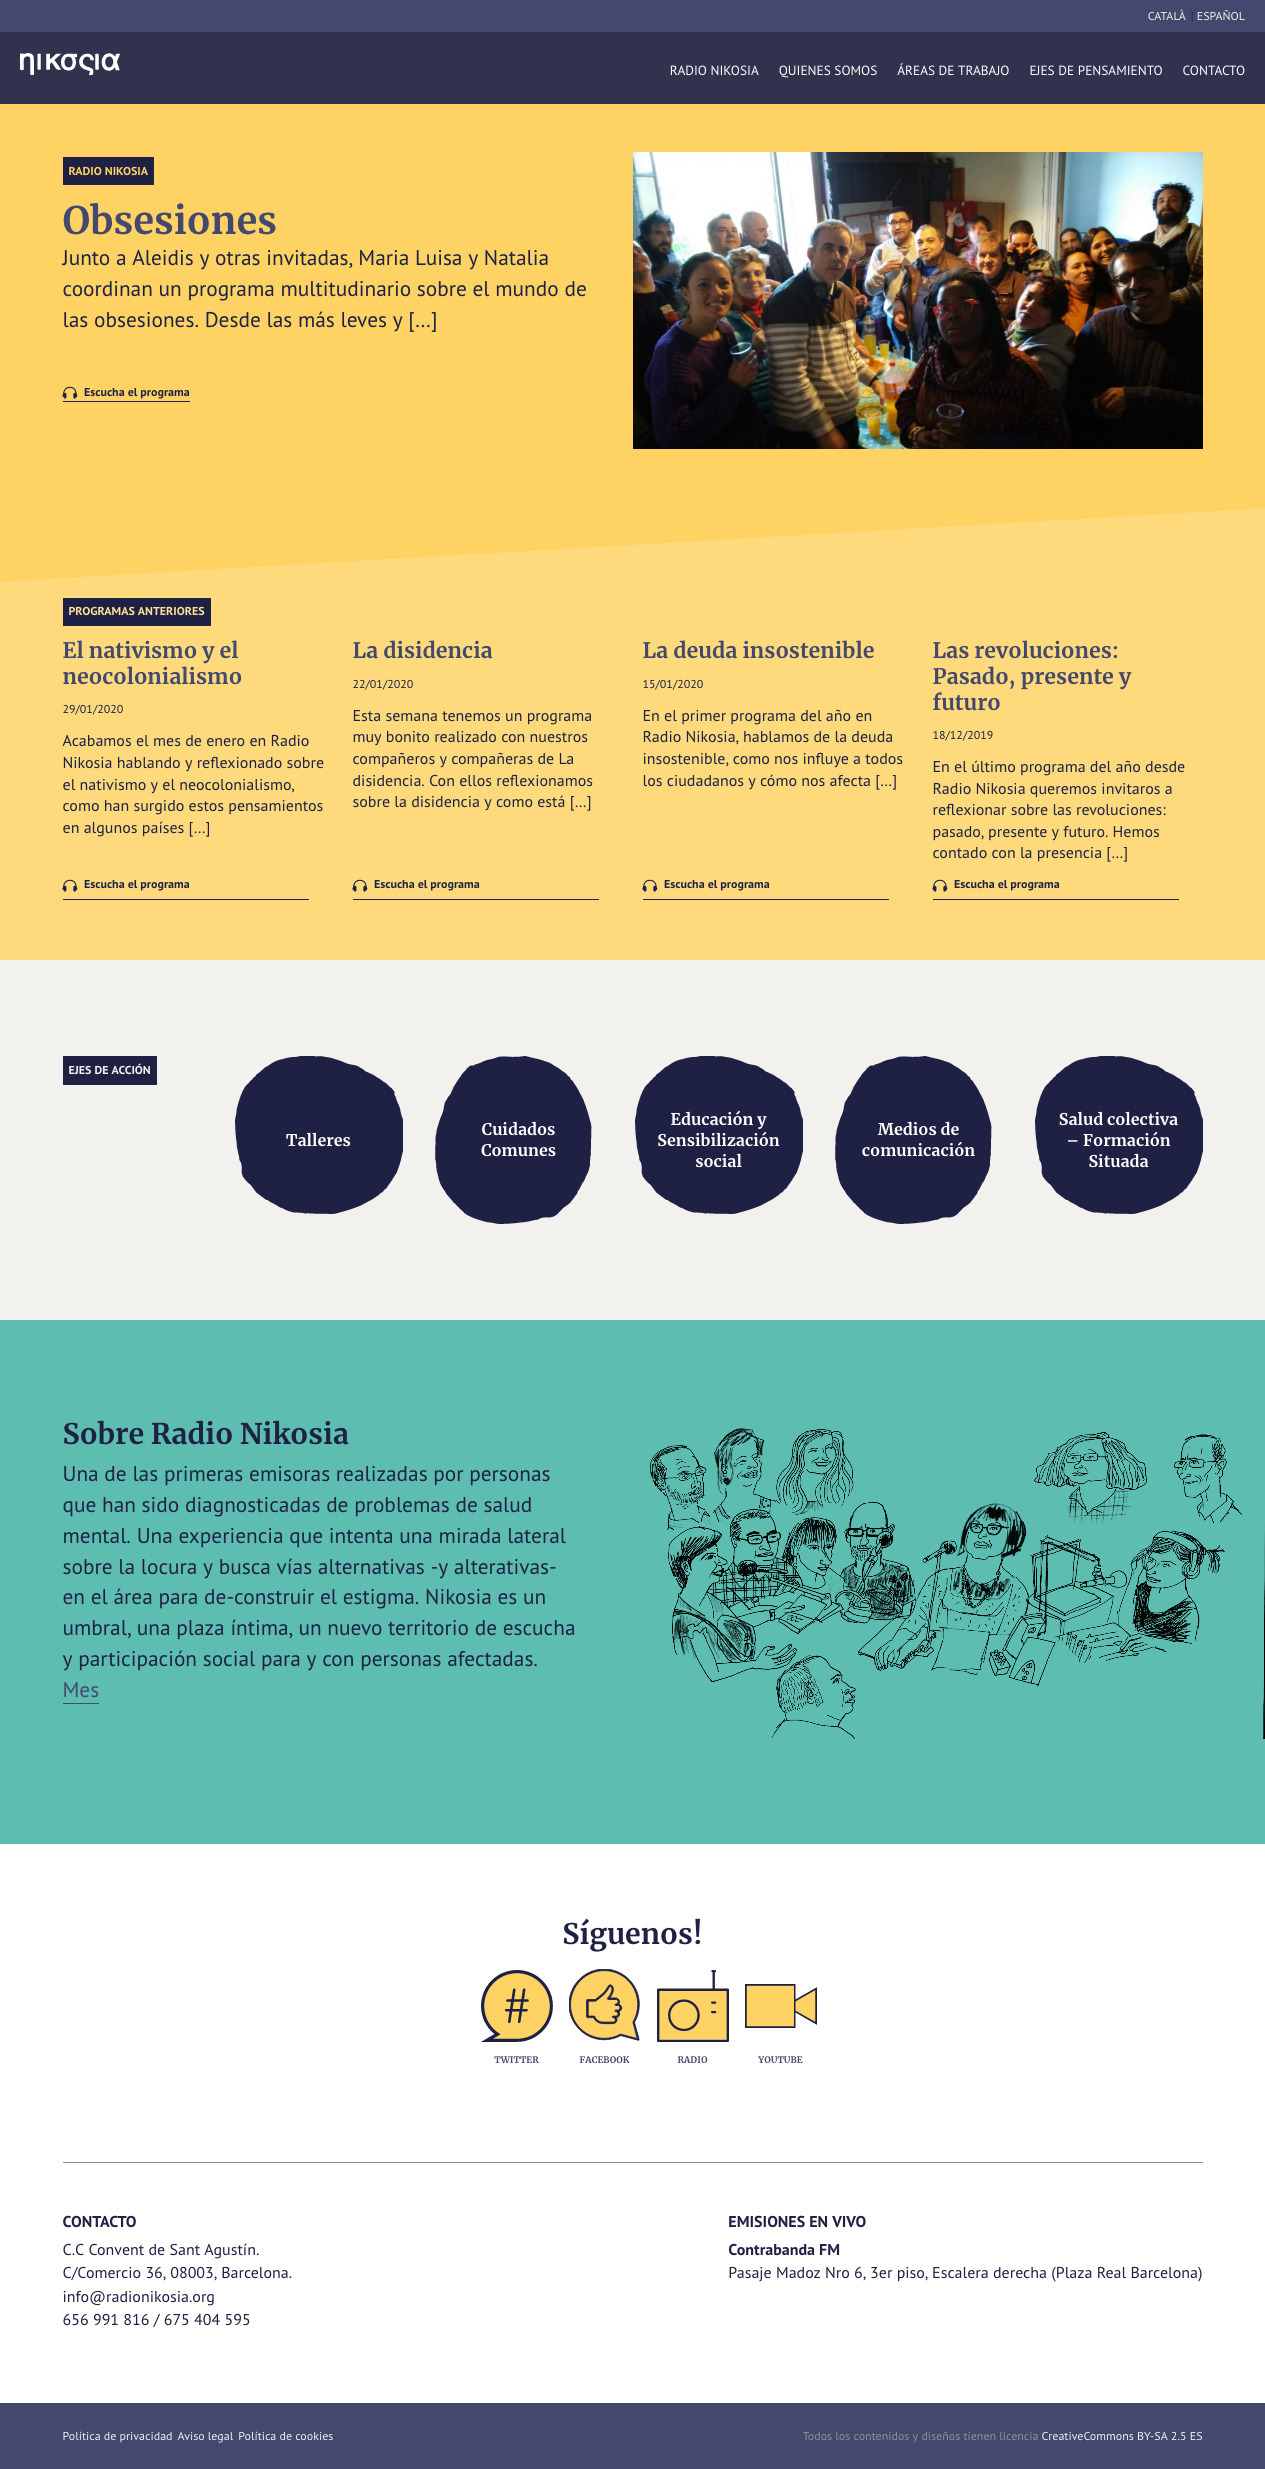 CATALÀ | ESPAÑOL
ηικοςια
RADIO NIKOSIA QUIENES SOMOS ÁREAS DE TRABAJO EJES DE PENSAMIENTO CONTACTO
RADIO NIKOSIA
Obsesiones
Junto a Aleidis y otras invitadas, Maria Luisa y Natalia
coordinan un programa multitudinario sobre el mundo de
las obsesiones. Desde las más leves y [...]
Escucha el programa
PROGRAMAS ANTERIORES
El nativismo y el
neocolonialismo
29/01/2020
Acabamos el mes de enero en Radio
Nikosia hablando y reflexionado sobre
el nativismo y el neocolonialismo,
como han surgido estos pensamientos
en algunos países [...]
Escucha el programa
La disidencia
22/01/2020
Esta semana tenemos un programa
muy bonito realizado con nuestros
compañeros y compañeras de La
disidencia. Con ellos reflexionamos
sobre la disidencia y como está [...]
Escucha el programa
La deuda insostenible
15/01/2020
En el primer programa del año en
Radio Nikosia, hablamos de la deuda
insostenible, como nos influye a todos
los ciudadanos y cómo nos afecta [...]
Escucha el programa
Las revoluciones:
Pasado, presente y
futuro
18/12/2019
En el último programa del año desde
Radio Nikosia queremos invitaros a
reflexionar sobre las revoluciones:
pasado, presente y futuro. Hemos
contado con la presencia [...]
Escucha el programa
EJES DE ACCIÓN
Talleres
Cuidados
Comunes
Educación y
Sensibilización
social
Medios de
comunicación
Salud colectiva
– Formación
Situada
Sobre Radio Nikosia
Una de las primeras emisoras realizadas por personas
que han sido diagnosticadas de problemas de salud
mental. Una experiencia que intenta una mirada lateral
sobre la locura y busca vías alternativas -y alterativas-
en el área para de-construir el estigma. Nikosia es un
umbral, una plaza íntima, un nuevo territorio de escucha
y participación social para y con personas afectadas.
Mes
Síguenos!
#
TWITTER FACEBOOK RADIO YOUTUBE
CONTACTO
C.C Convent de Sant Agustín.
C/Comercio 36, 08003, Barcelona.
info@radionikosia.org
656 991 816 / 675 404 595
EMISIONES EN VIVO
Contrabanda FM
Pasaje Madoz Nro 6, 3er piso, Escalera derecha (Plaza Real Barcelona)
Política de privacidad Aviso legal Política de cookies
Todos los contenidos y diseños tienen licencia CreativeCommons BY-SA 2.5 ES